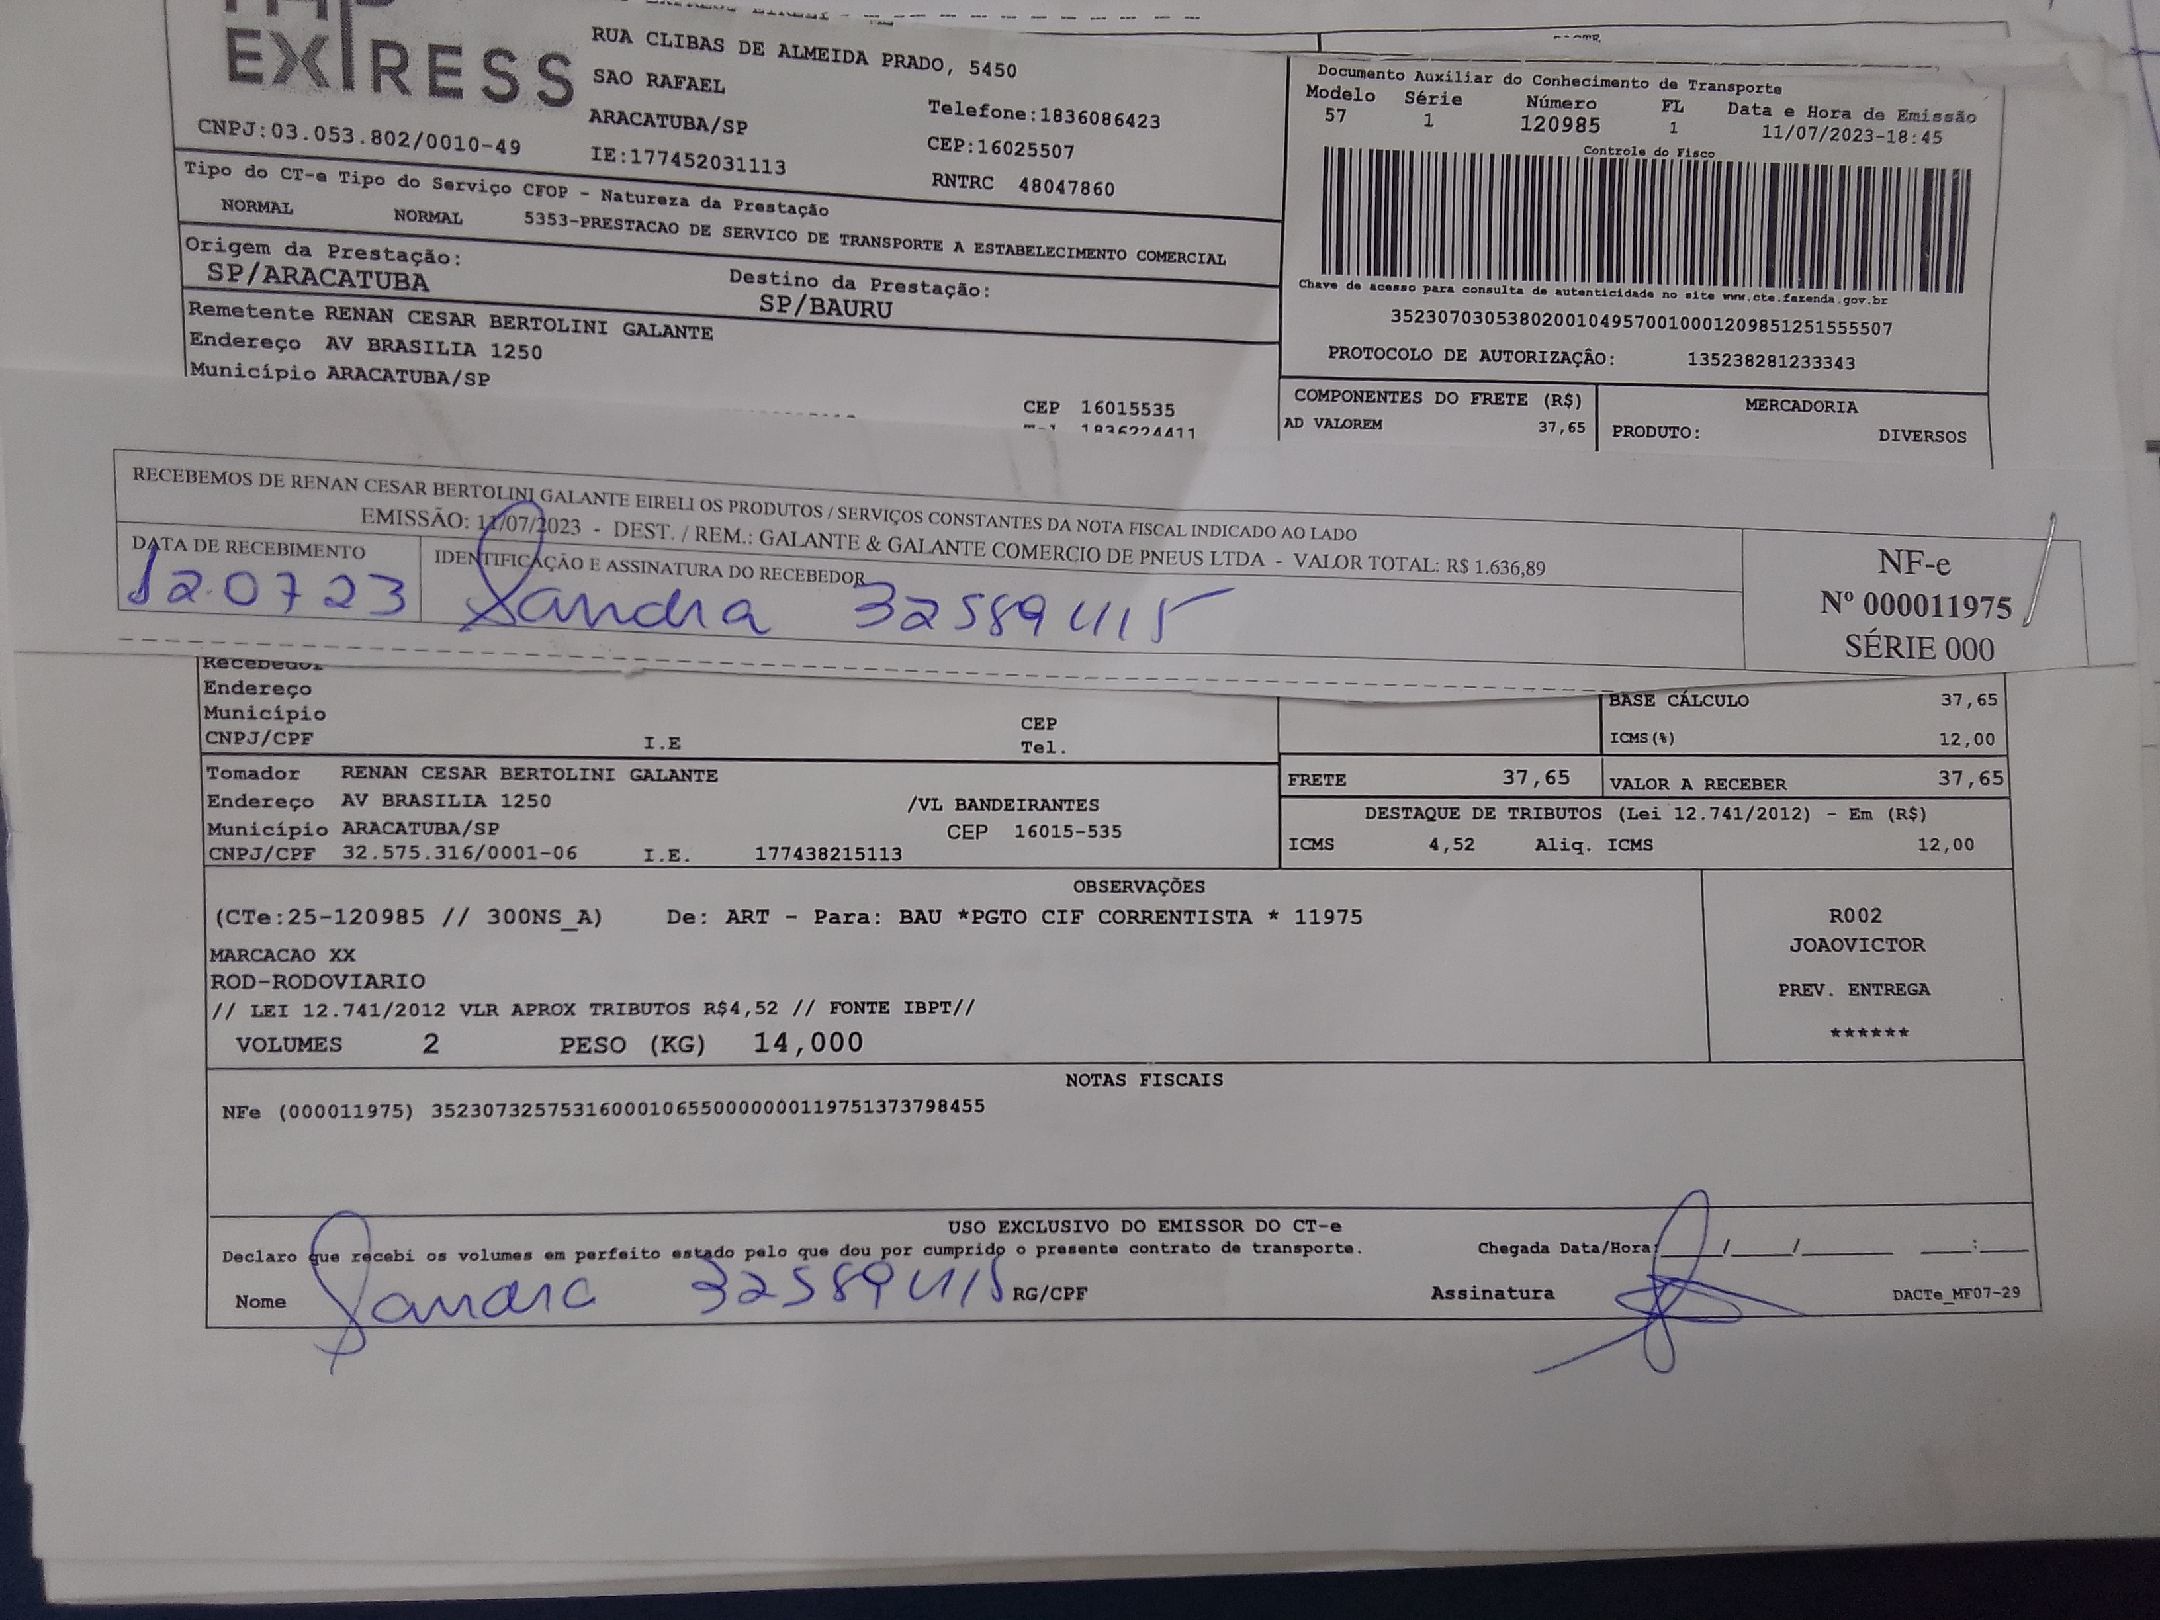 EXPRESS
RUA CLIBAS DE ALMEIDA PRADO, 5450
SAO RAFAEL
ARACATUBA/SP
Telefone:1836086423
CNPJ:03.053.802/0010-49
IE:177452031113
CEP:16025507
RNTRC 48047860
Documento Auxiliar do Conhecimento de Transporte
Modelo Série Número FL Data e Hora de Emissão
57 1 120985 1 11/07/2023-18:45
Controle do Fisco
Chave de acesso para consulta de autenticidade no site www.cte.fazenda.gov.br
35230703053802001049570010001209851251555507
PROTOCOLO DE AUTORIZAÇÃO: 135238281233343
Tipo do CT-e Tipo do Serviço CFOP - Natureza da Prestação
NORMAL NORMAL 5353-PRESTACAO DE SERVICO DE TRANSPORTE A ESTABELECIMENTO COMERCIAL
Origem da Prestação: Destino da Prestação:
SP/ARACATUBA SP/BAURU
Remetente RENAN CESAR BERTOLINI GALANTE
Endereço AV BRASILIA 1250
Município ARACATUBA/SP
CEP 16015535
1836224411
COMPONENTES DO FRETE (R$) MERCADORIA
AD VALOREM 37,65 PRODUTO: DIVERSOS
RECEBEMOS DE RENAN CESAR BERTOLINI GALANTE EIRELI OS PRODUTOS / SERVIÇOS CONSTANTES DA NOTA FISCAL INDICADO AO LADO
EMISSÃO: 11/07/2023 - DEST. / REM.: GALANTE & GALANTE COMERCIO DE PNEUS LTDA - VALOR TOTAL: R$ 1.636,89
DATA DE RECEBIMENTO IDENTIFICAÇÃO E ASSINATURA DO RECEBEDOR
120723 Sandra 325894115
NF-e
Nº 000011975
SÉRIE 000
Recebedor
Endereço
Município CEP
CNPJ/CPF I.E Tel.
BASE CÁLCULO 37,65
ICMS(%) 12,00
Tomador RENAN CESAR BERTOLINI GALANTE
Endereço AV BRASILIA 1250 /VL BANDEIRANTES
Município ARACATUBA/SP CEP 16015-535
CNPJ/CPF 32.575.316/0001-06 I.E. 177438215113
FRETE 37,65 VALOR A RECEBER 37,65
DESTAQUE DE TRIBUTOS (Lei 12.741/2012) - Em (R$)
ICMS 4,52 Aliq. ICMS 12,00
OBSERVAÇÕES
(CTe:25-120985 // 300NS_A) De: ART - Para: BAU *PGTO CIF CORRENTISTA * 11975
MARCACAO XX
ROD-RODOVIARIO
// LEI 12.741/2012 VLR APROX TRIBUTOS R$4,52 // FONTE IBPT//
VOLUMES 2 PESO (KG) 14,000
R002
JOAOVICTOR
PREV. ENTREGA
******
NOTAS FISCAIS
NFe (000011975) 35230732575316000106550000000119751373798455
USO EXCLUSIVO DO EMISSOR DO CT-e
Declaro que recebi os volumes em perfeito estado pelo que dou por cumprido o presente contrato de transporte. Chegada Data/Hora:___/___/_____ ___:___
Nome Sandra 325894115 RG/CPF Assinatura DACTe_MF07-29